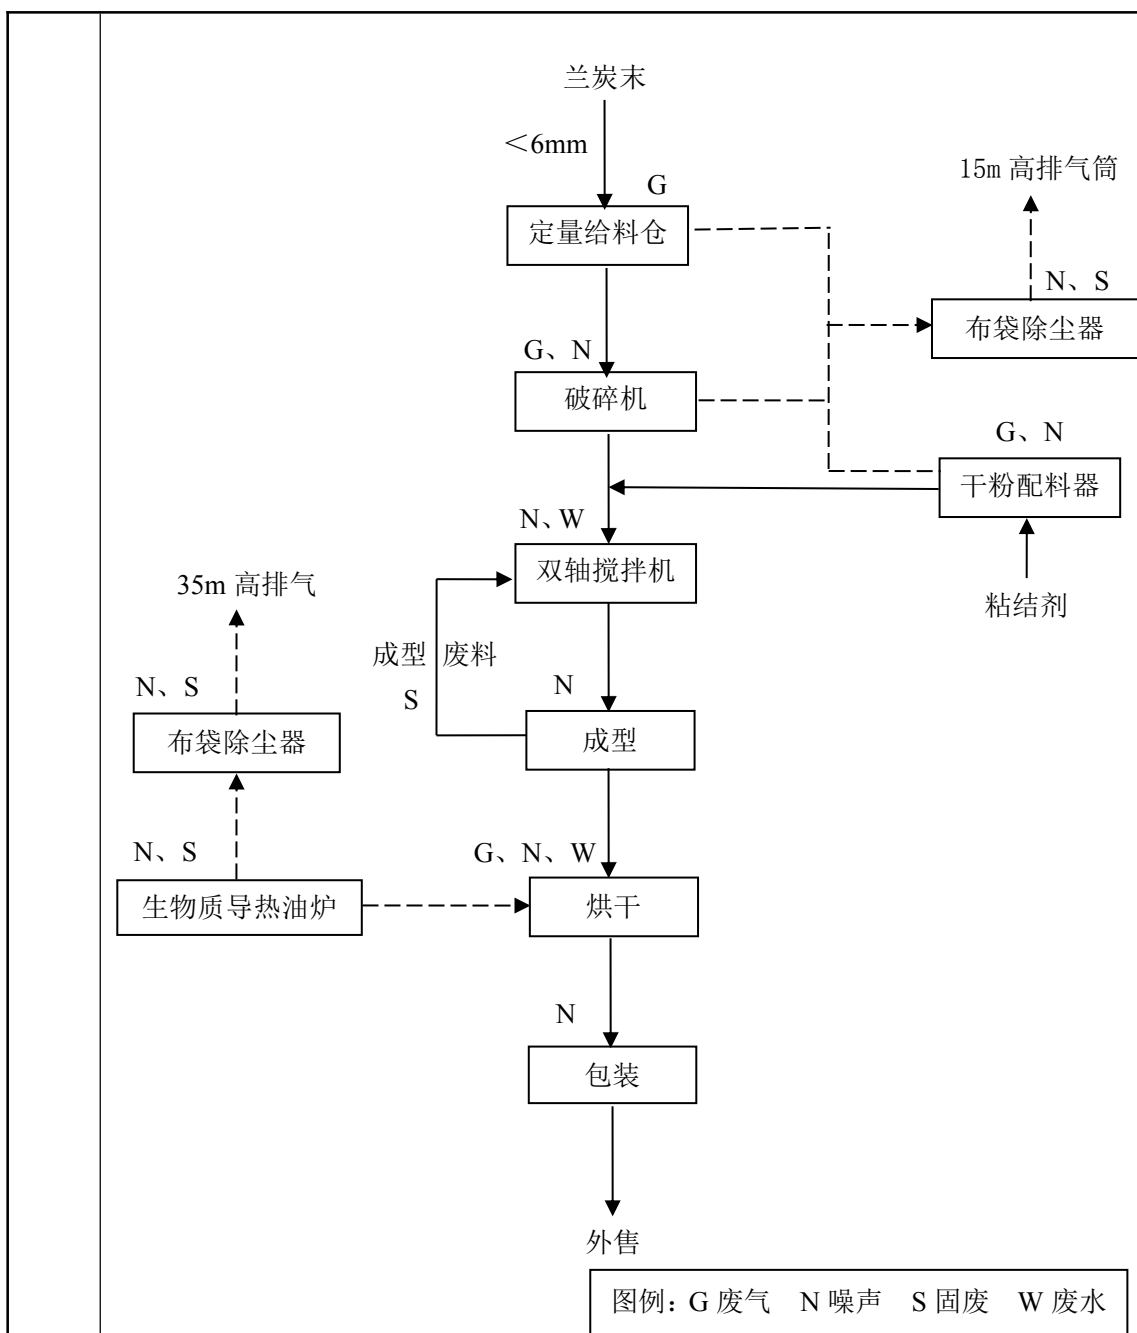 兰炭末
＜6mm
G
15m 高排气筒
定量给料仓
N、S
布袋除尘器
G、N
破碎机
G、N
干粉配料器
N、W
双轴搅拌机
粘结剂
35m 高排气
成型 废料
S
N
N、S
布袋除尘器
成型
N、S
G、N、W
生物质导热油炉
烘干
N
包装
外售
图例：G 废气 N 噪声 S 固废 W 废水